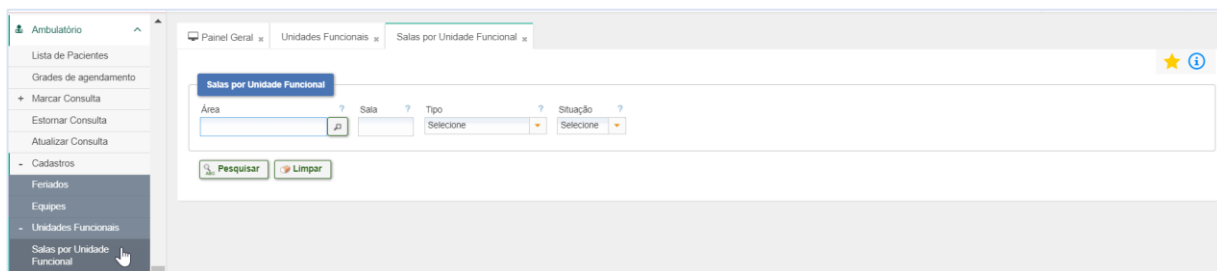 Ambulatório
Lista de Pacientes
Grades de agendamento
+ Marcar Consulta
Estornar Consulta
Atualizar Consulta
- Cadastros
Feriados
Equipes
- Unidades Funcionais
Salas por Unidade
Funcional
Painel Geral x Unidades Funcionais x Salas por Unidade Funcional x
Salas por Unidade Funcional
Área ? Sala ? Tipo ? Situação ?
Selecione Selecione
Pesquisar Limpar